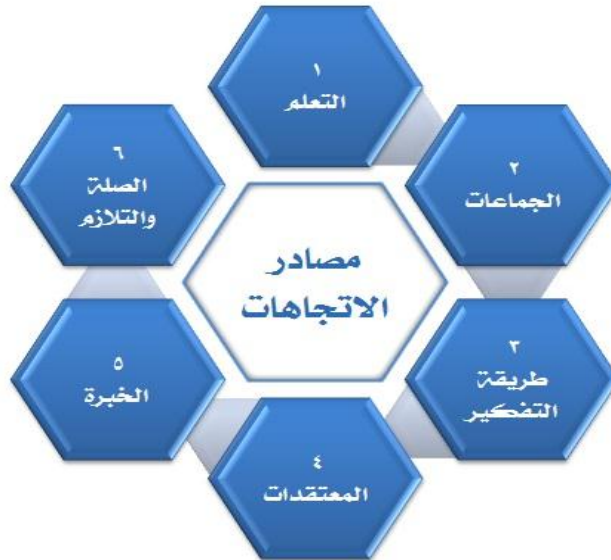 مصادر
الاتجاهات
١
التعلم
٢
الجماعات
٣
طريقة
التفكير
٤
المعتقدات
٥
الخبرة
٦
الصلة
والتلازم